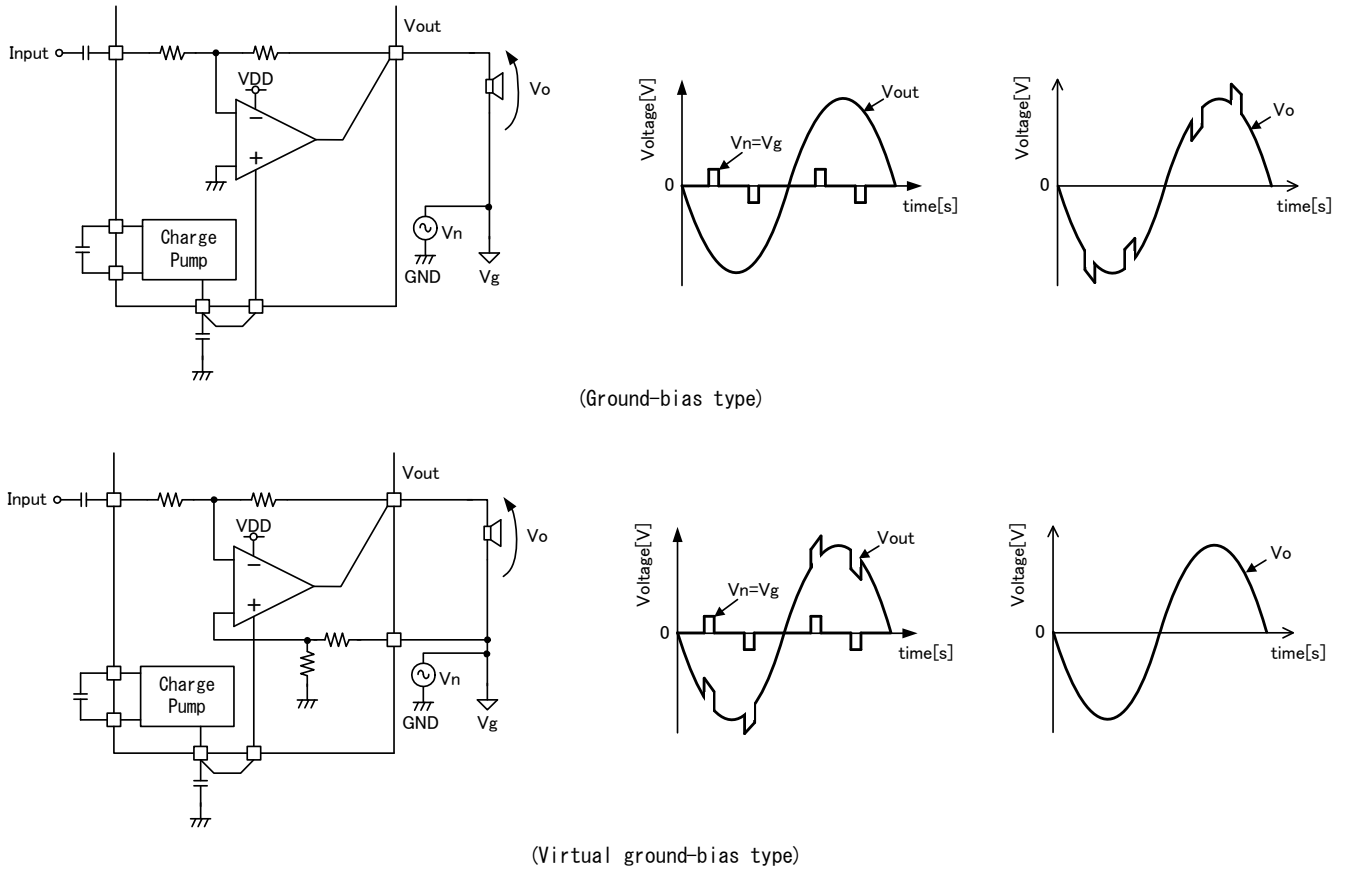 Vout
Input
VDD
Vo
−
+
Charge
Pump
Vn
GND
Vg
Voltage[V]
Vout
Vn=Vg
0
time[s]
Voltage[V]
Vo
0
time[s]
(Ground-bias type)
Vout
Input
VDD
Vo
−
+
Charge
Pump
Vn
GND
Vg
Voltage[V]
Vout
Vn=Vg
0
time[s]
Voltage[V]
Vo
0
time[s]
(Virtual ground-bias type)